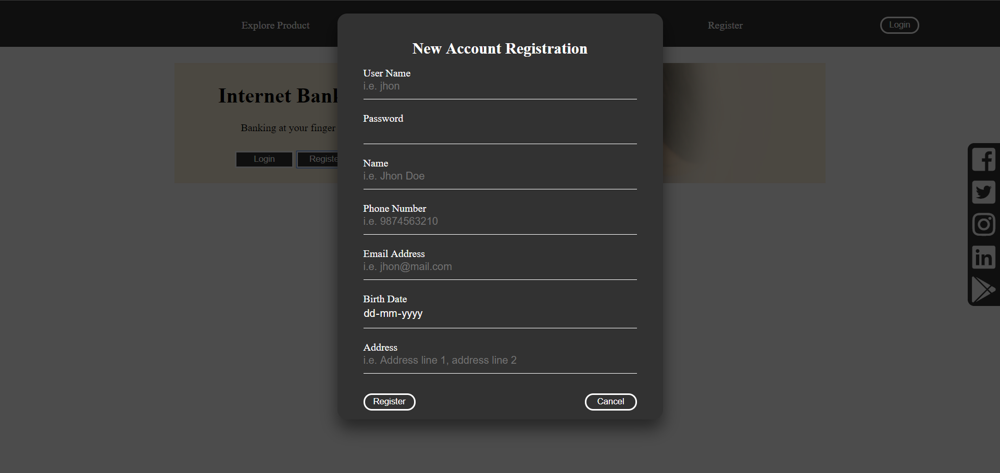 Explore Product
Register
Login
Internet
Banking at your finger
Login
New Account Registration
User Name
i.e. jhon
Password
Name
i.e. Jhon Doe
Phone Number
i.e. 9874563210
Email Address
i.e. jhon@mail.com
Birth Date
dd-mm-yyyy
Address
i.e. Address line 1, address line 2
Register
Cancel
in